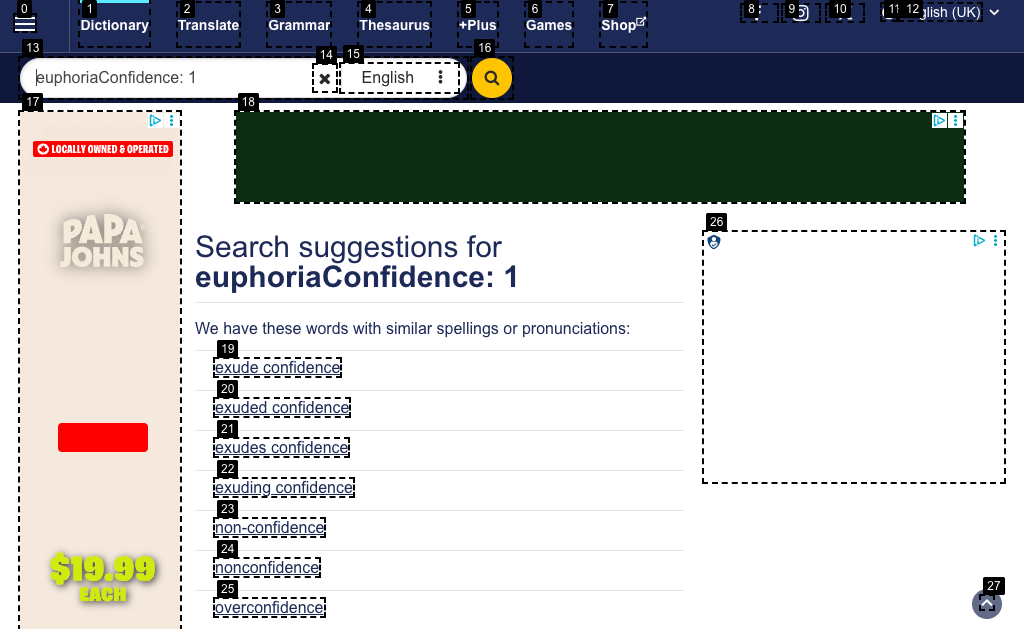 0 1 2 3 4 5 6 7 8 9 10 11 12
Dictionary Translate Grammar Thesaurus +Plus Games Shop glish (UK)
13 14 15 16
euphoriaConfidence: 1 English
17 18
LOCALLY OWNED & OPERATED
PAPA
JOHNS
$19.99
EACH
26
Search suggestions for
euphoriaConfidence: 1
We have these words with similar spellings or pronunciations:
19
exude confidence
20
exuded confidence
21
exudes confidence
22
exuding confidence
23
non-confidence
24
nonconfidence
25
overconfidence
27